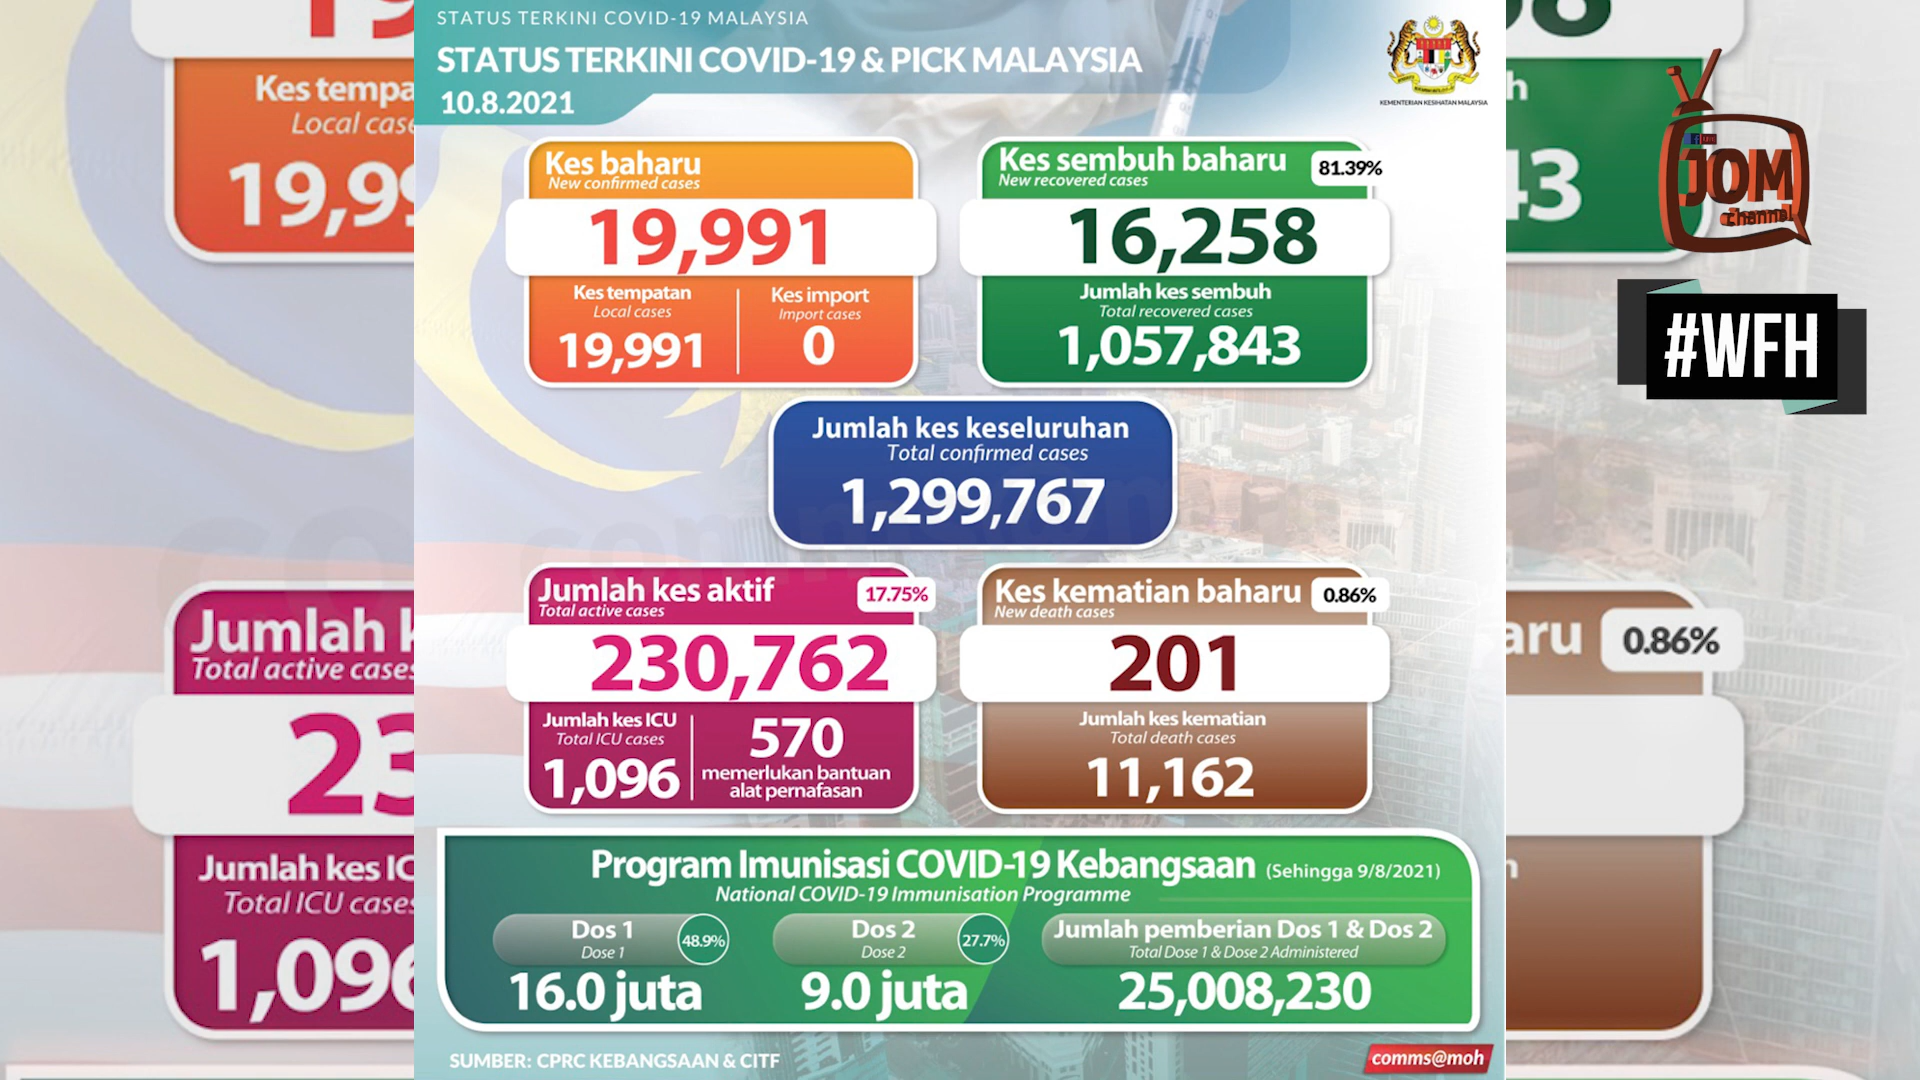 STATUS TERKINI COVID-19 MALAYSIA
STATUS TERKINI COVID-19 & PICK MALAYSIA
10.8.2021
KEMENTERIAN KESIHATAN MALAYSIA
Kes baharu
New confirmed cases
19,991
Kes tempatan
Local cases
19,991
Kes import
Import cases
0
Kes sembuh baharu
New recovered cases
81.39%
16,258
Jumlah kes sembuh
Total recovered cases
1,057,843
Jumlah kes keseluruhan
Total confirmed cases
1,299,767
Jumlah kes aktif
Total active cases
17.75%
230,762
Jumlah kes ICU
Total ICU cases
1,096
570
memerlukan bantuan
alat pernafasan
Kes kematian baharu
New death cases
0.86%
201
Jumlah kes kematian
Total death cases
11,162
Program Imunisasi COVID-19 Kebangsaan (Sehingga 9/8/2021)
National COVID-19 Immunisation Programme
Dos 1
Dose 1
48.9%
16.0 juta
Dos 2
Dose 2
27.7%
9.0 juta
Jumlah pemberian Dos 1 & Dos 2
Total Dose 1 & Dose 2 Administered
25,008,230
SUMBER: CPRC KEBANGSAAN & CITF
comms@moh
JOM
channel
#WFH
Kes tempa
Local case
19,99
Jumlah k
Total active cases
23
Jumlah kes IC
Total ICU cases
1,096
43
aru
0.86%